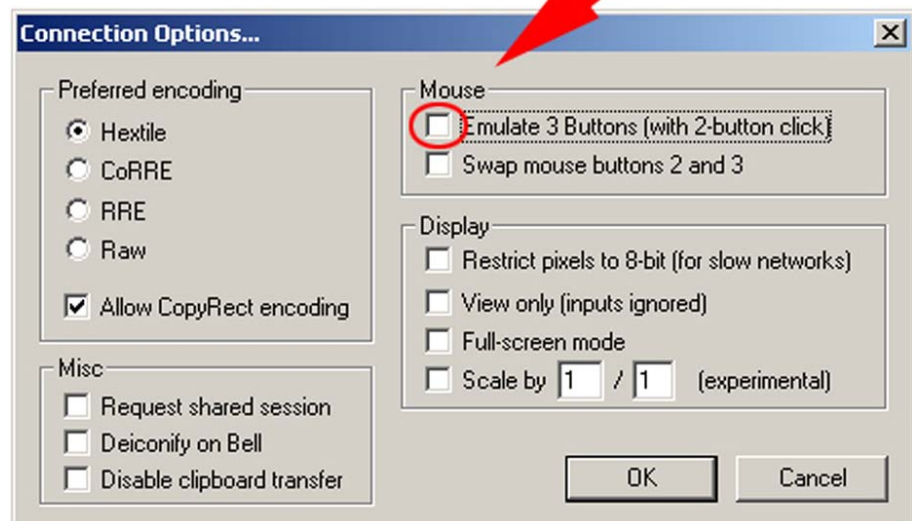 Connection Options...
Preferred encoding
Hextile
CoRRE
RRE
Raw
Allow CopyRect encoding
Misc
Request shared session
Deiconify on Bell
Disable clipboard transfer
Mouse
Emulate 3 Buttons (with 2-button click)
Swap mouse buttons 2 and 3
Display
Restrict pixels to 8-bit (for slow networks)
View only (inputs ignored)
Full-screen mode
Scale by 1 / 1 (experimental)
OK
Cancel